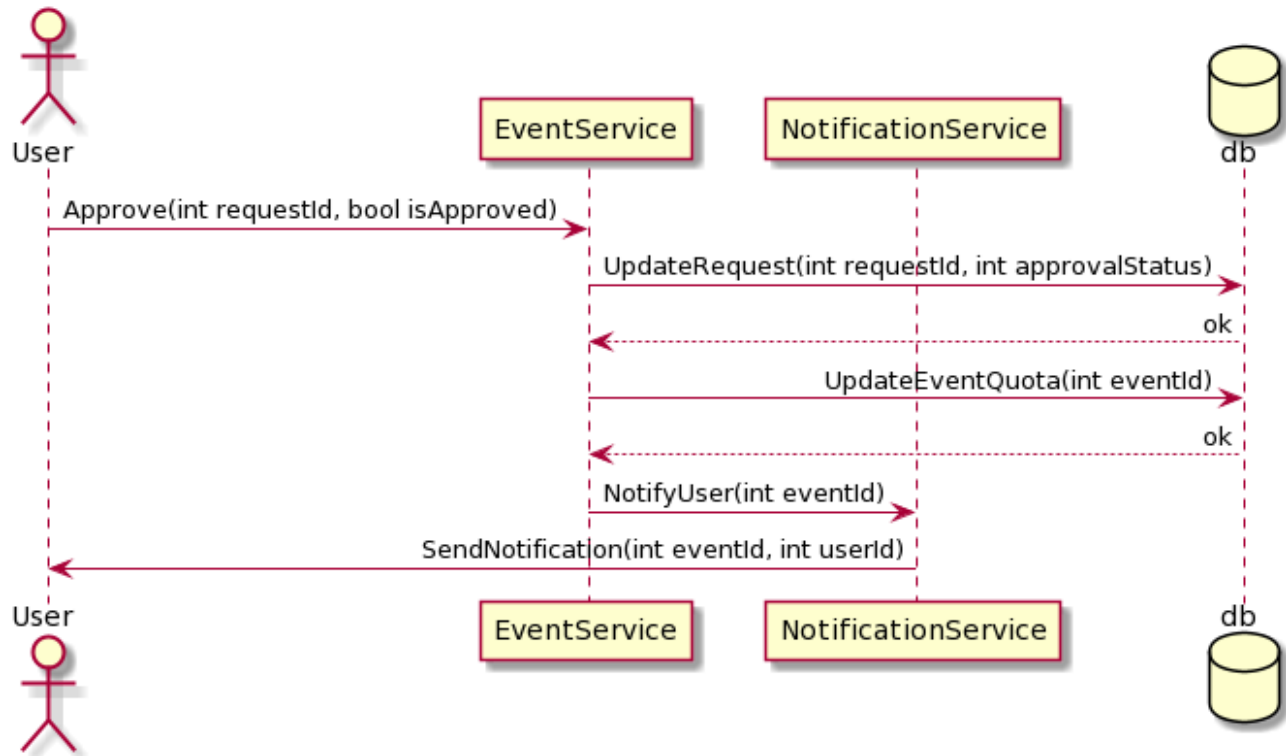 User
EventService
NotificationService
db
Approve(int requestId, bool isApproved)
UpdateRequest(int requestId, int approvalStatus)
ok
UpdateEventQuota(int eventId)
ok
NotifyUser(int eventId)
SendNotification(int eventId, int userId)
User
EventService
NotificationService
db